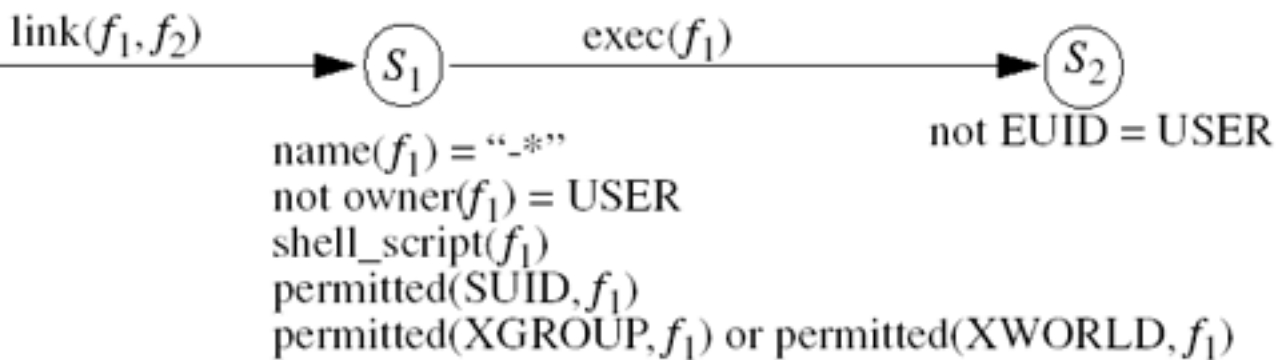 link(f₁, f₂)
exec(f₁)
S₁
S₂
name(f₁) = “-*”
not owner(f₁) = USER
shell_script(f₁)
permitted(SUID, f₁)
permitted(XGROUP, f₁) or permitted(XWORLD, f₁)
not EUID = USER